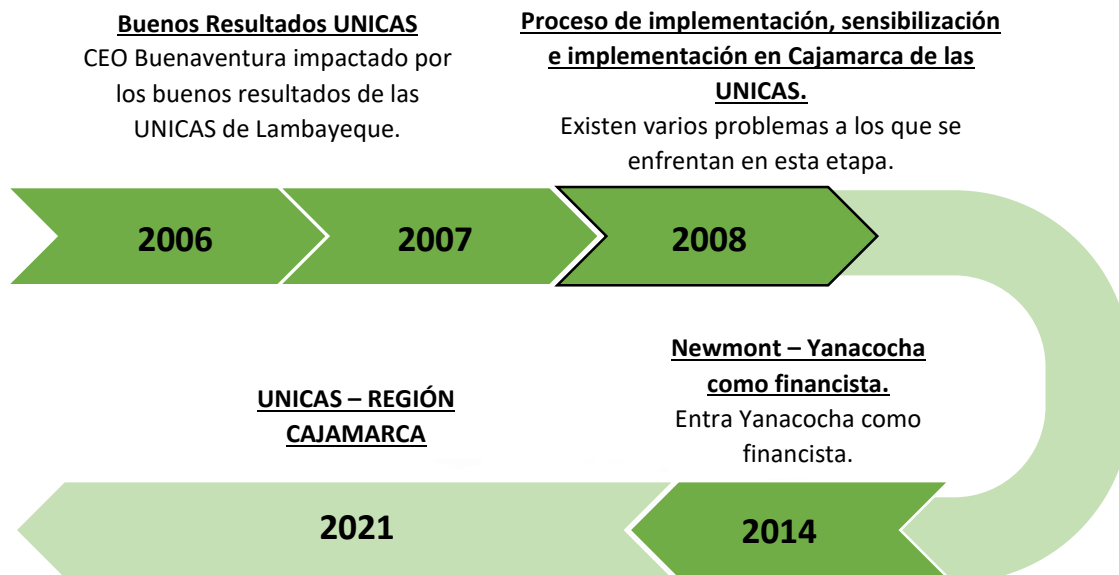 Buenos Resultados UNICAS
CEO Buenaventura impactado por
los buenos resultados de las
UNICAS de Lambayeque.
Proceso de implementación, sensibilización
e implementación en Cajamarca de las
UNICAS.
Existen varios problemas a los que se
enfrentan en esta etapa.
2006
2007
2008
Newmont – Yanacocha
como financista.
Entra Yanacocha como
financista.
UNICAS – REGIÓN
CAJAMARCA
2021
2014